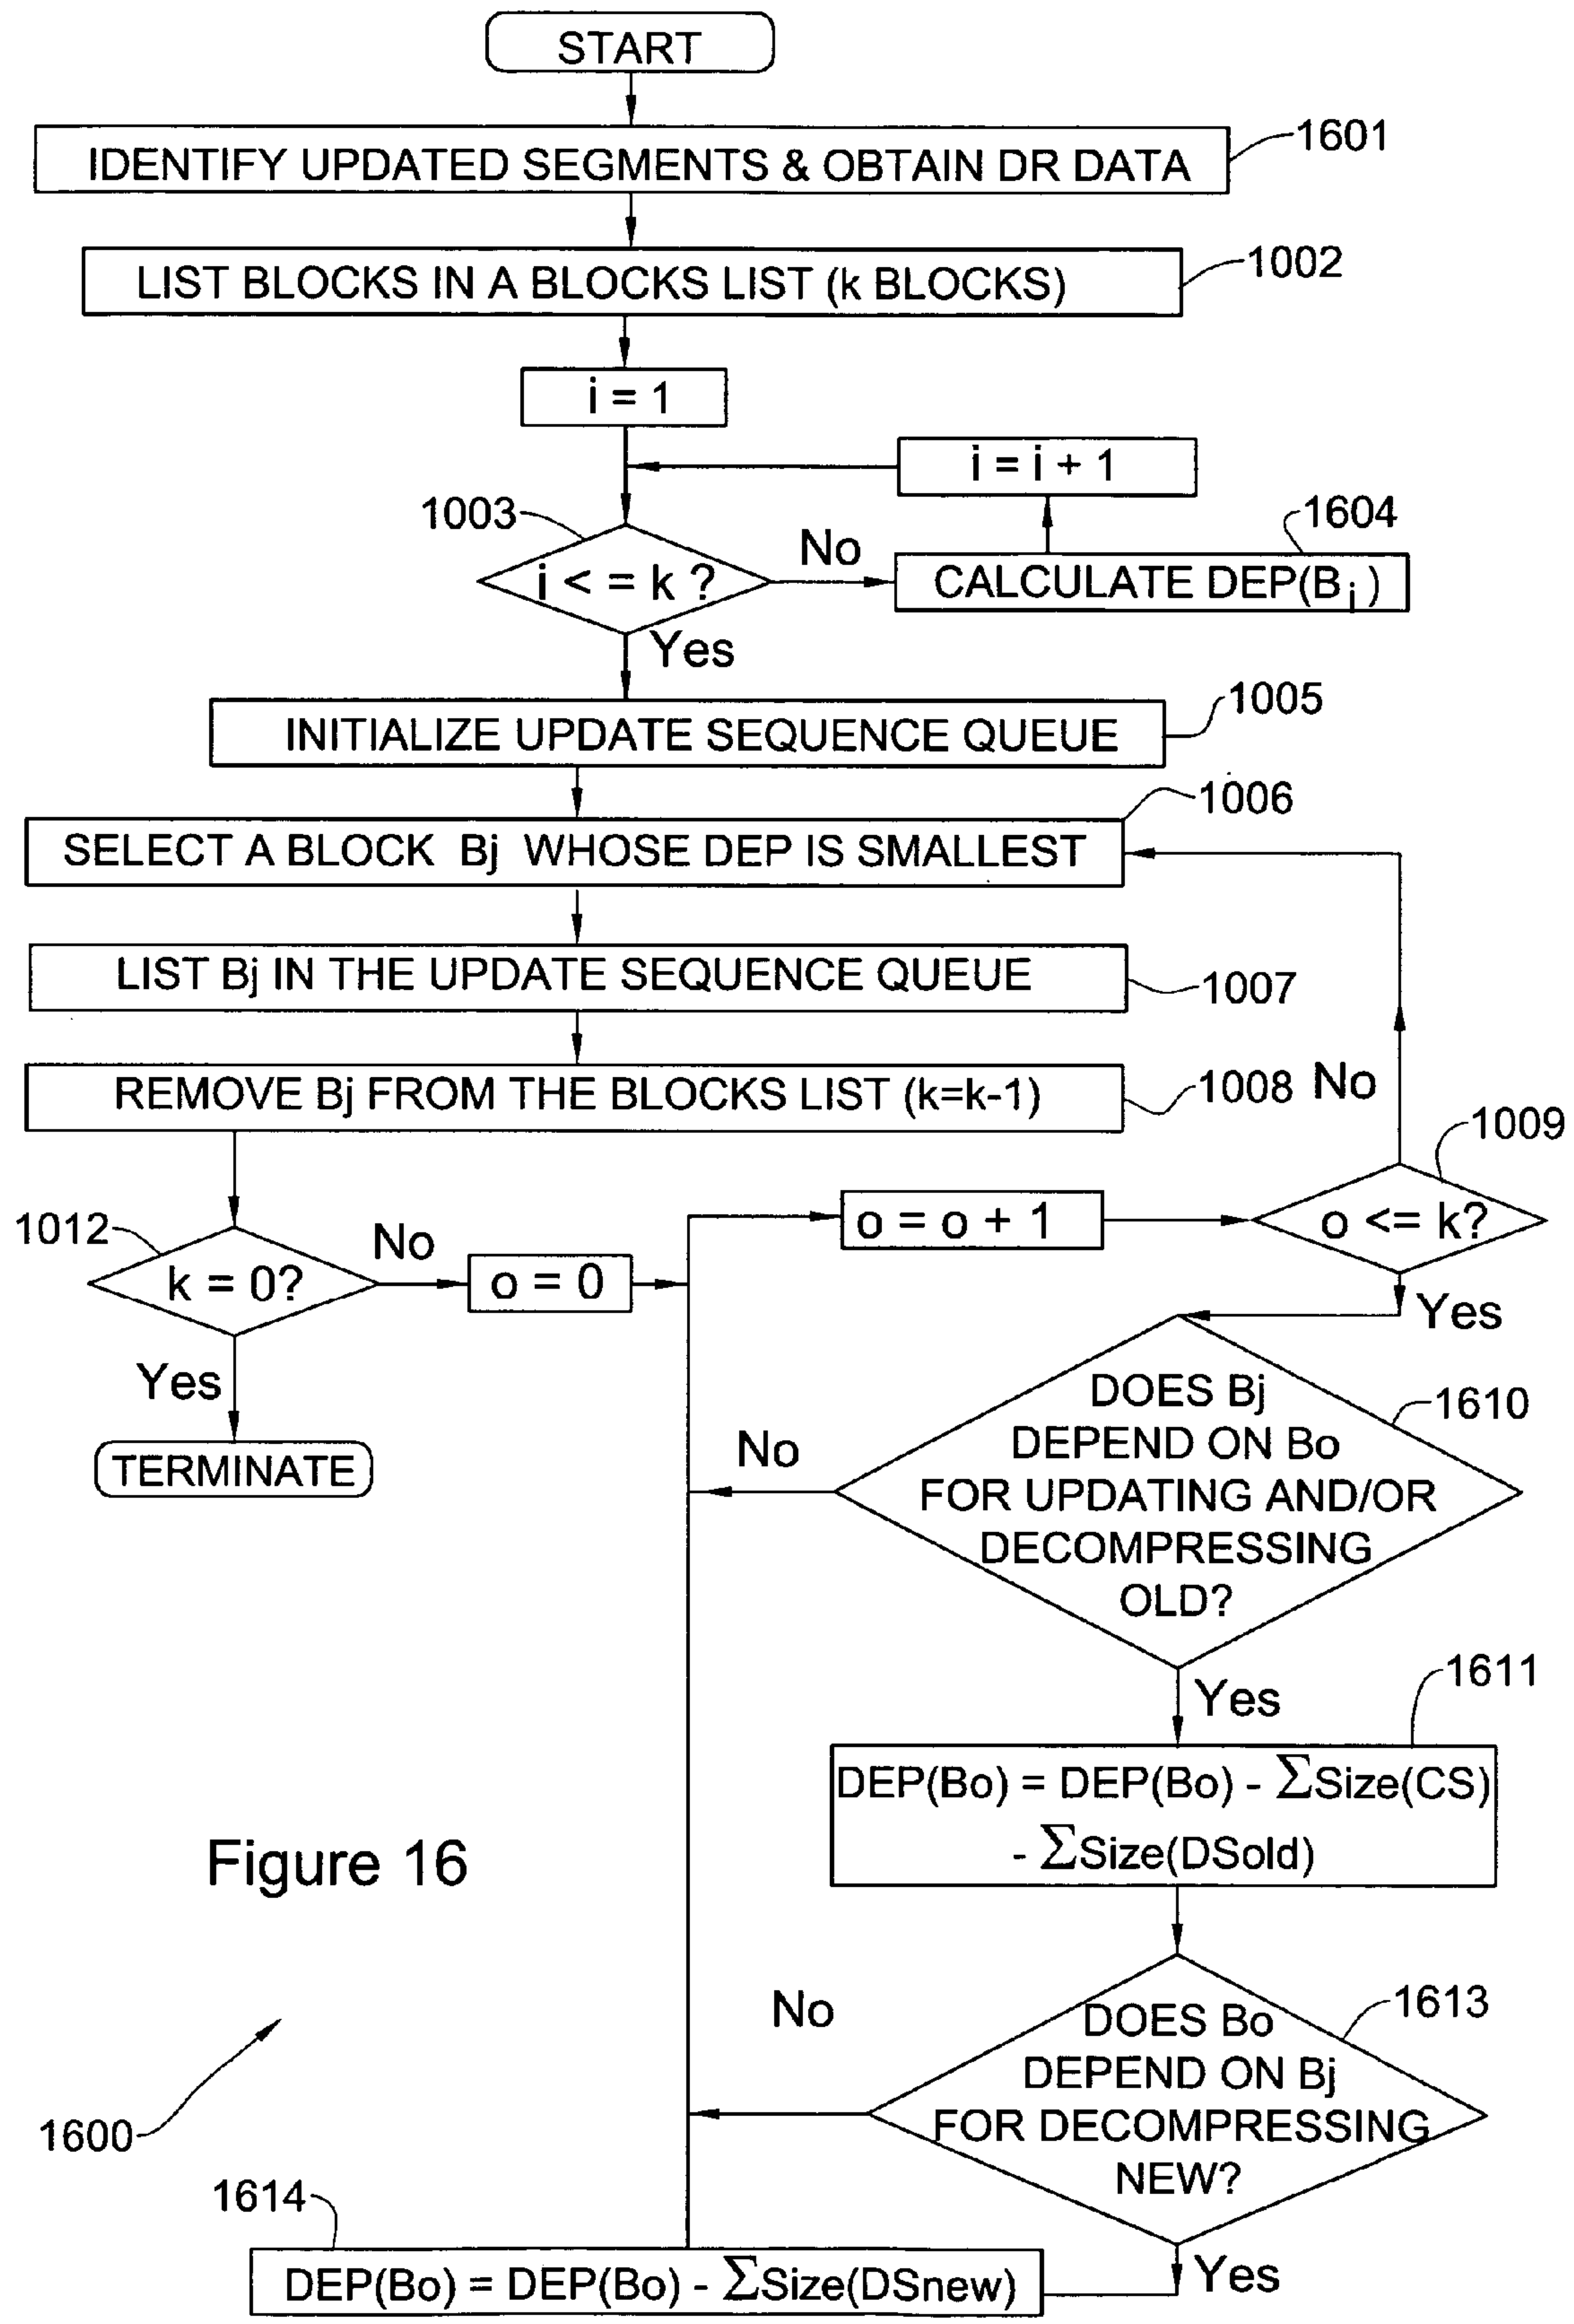 START
IDENTIFY UPDATED SEGMENTS & OBTAIN DR DATA
1601
LIST BLOCKS IN A BLOCKS LIST (k BLOCKS)
1002
i = 1
i = i + 1
1003
i < = k ?
No
1604
CALCULATE DEP(Bi)
Yes
INITIALIZE UPDATE SEQUENCE QUEUE
1005
1006
SELECT A BLOCK Bj WHOSE DEP IS SMALLEST
LIST Bj IN THE UPDATE SEQUENCE QUEUE
1007
REMOVE Bj FROM THE BLOCKS LIST (k=k-1)
1008
No
1009
1012
k = 0?
No
o = 0
o = o + 1
o <= k?
Yes
Yes
TERMINATE
DOES Bj
DEPEND ON Bo
FOR UPDATING AND/OR
DECOMPRESSING
OLD?
1610
No
Yes
1611
DEP(Bo) = DEP(Bo) - ΣSize(CS)
- ΣSize(DSold)
Figure 16
No
DOES Bo
DEPEND ON Bj
FOR DECOMPRESSING
NEW?
1613
1600
1614
DEP(Bo) = DEP(Bo) - ΣSize(DSnew)
Yes